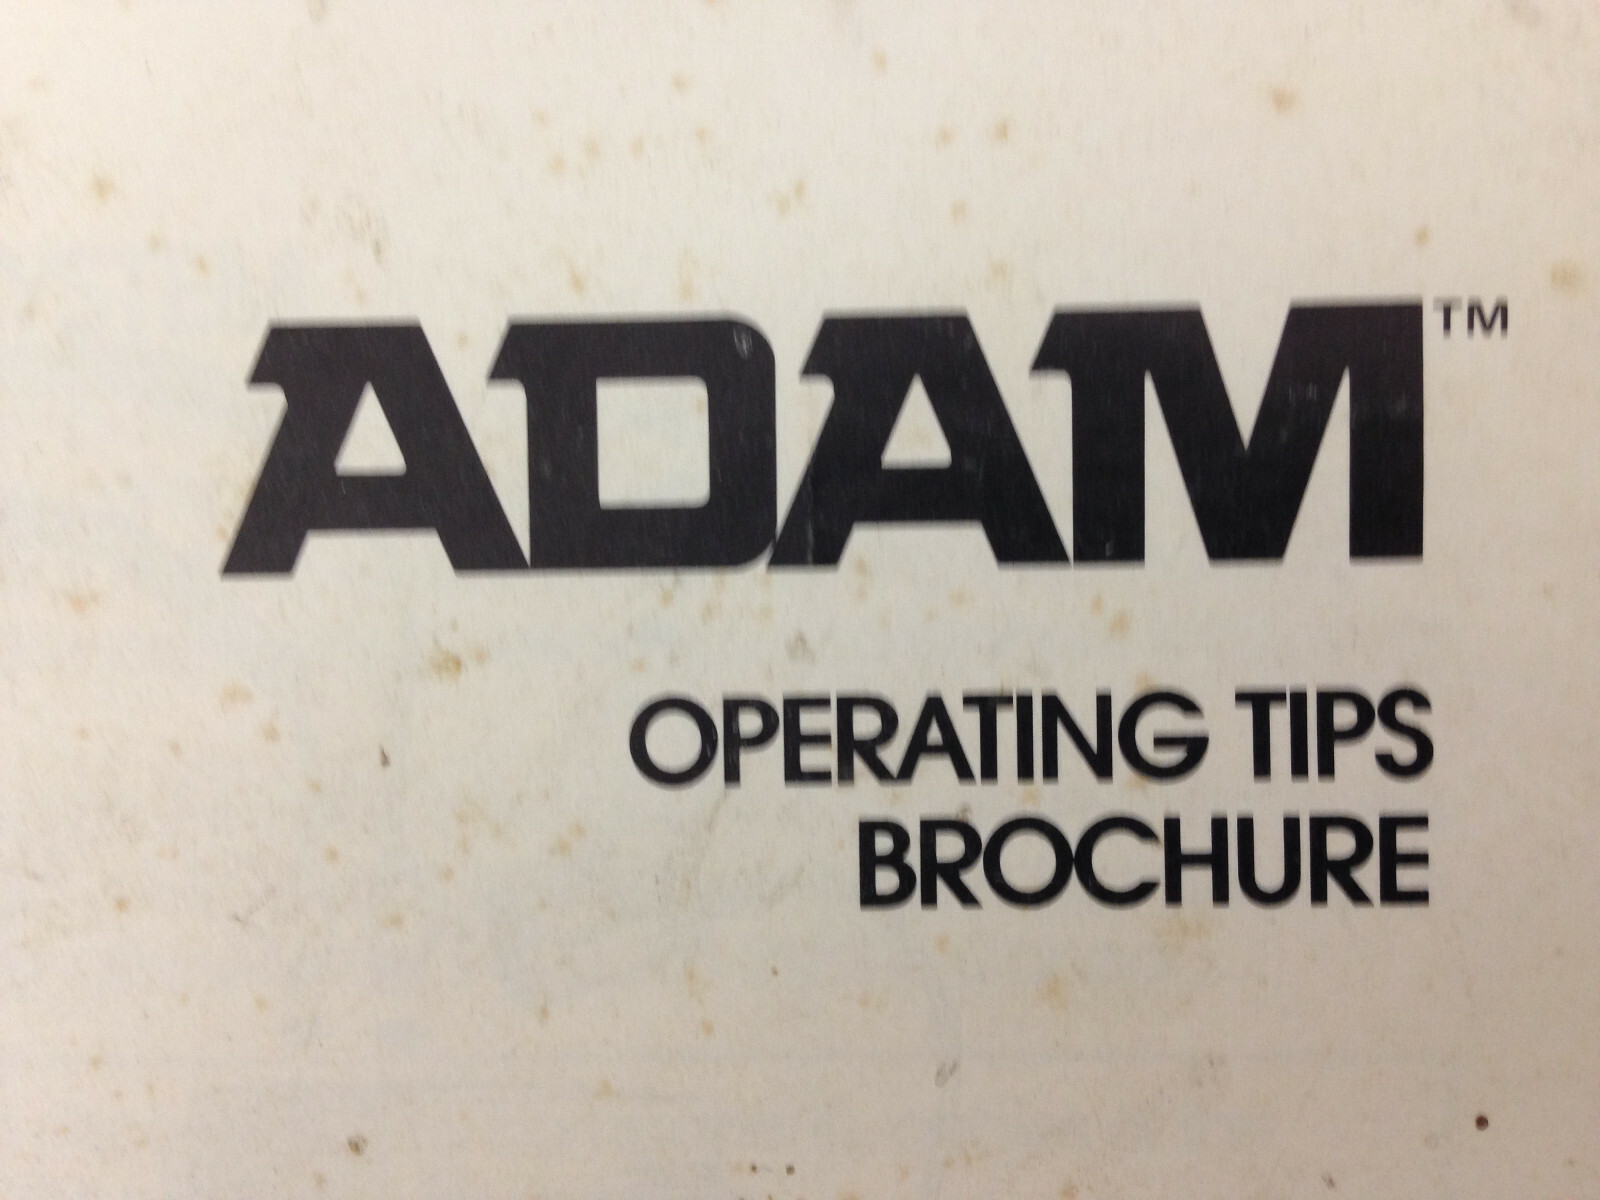 ADAM™
OPERATING TIPS
BROCHURE